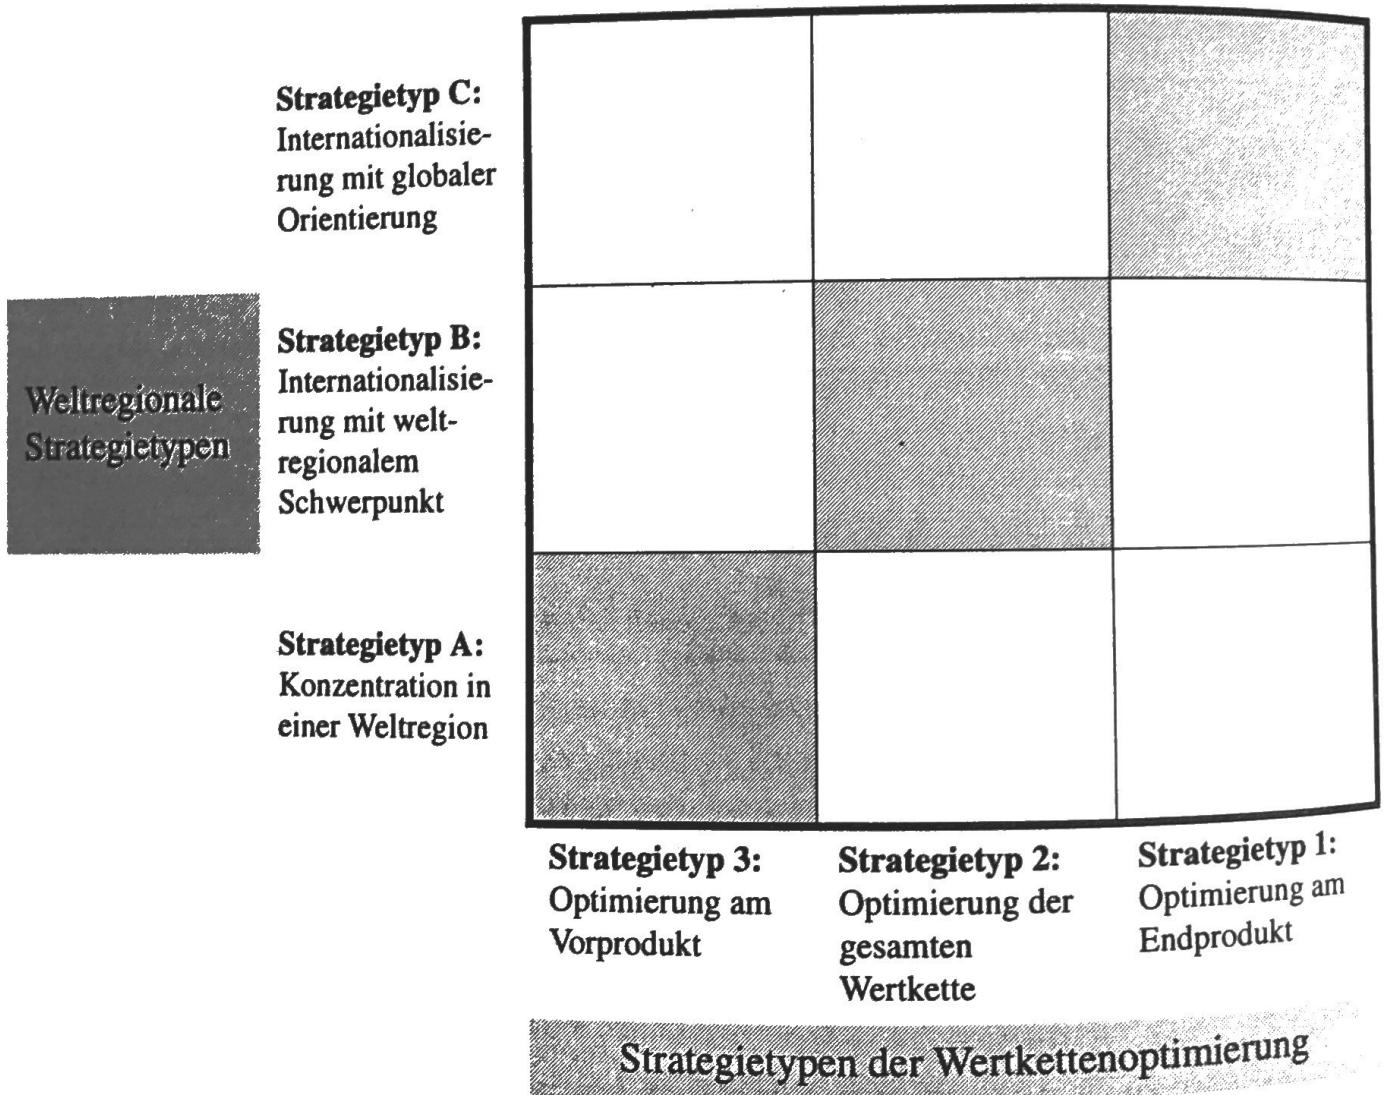 Strategietyp C:
Internationalisie-
rung mit globaler
Orientierung
Weltregionale
Strategietypen
Strategietyp B:
Internationalisie-
rung mit welt-
regionalem
Schwerpunkt
Strategietyp A:
Konzentration in
einer Weltregion
Strategietyp 3:
Optimierung am
Vorprodukt
Strategietyp 2:
Optimierung der
gesamten
Wertkette
Strategietyp 1:
Optimierung am
Endprodukt
Strategietypen der Wertkettenoptimierung